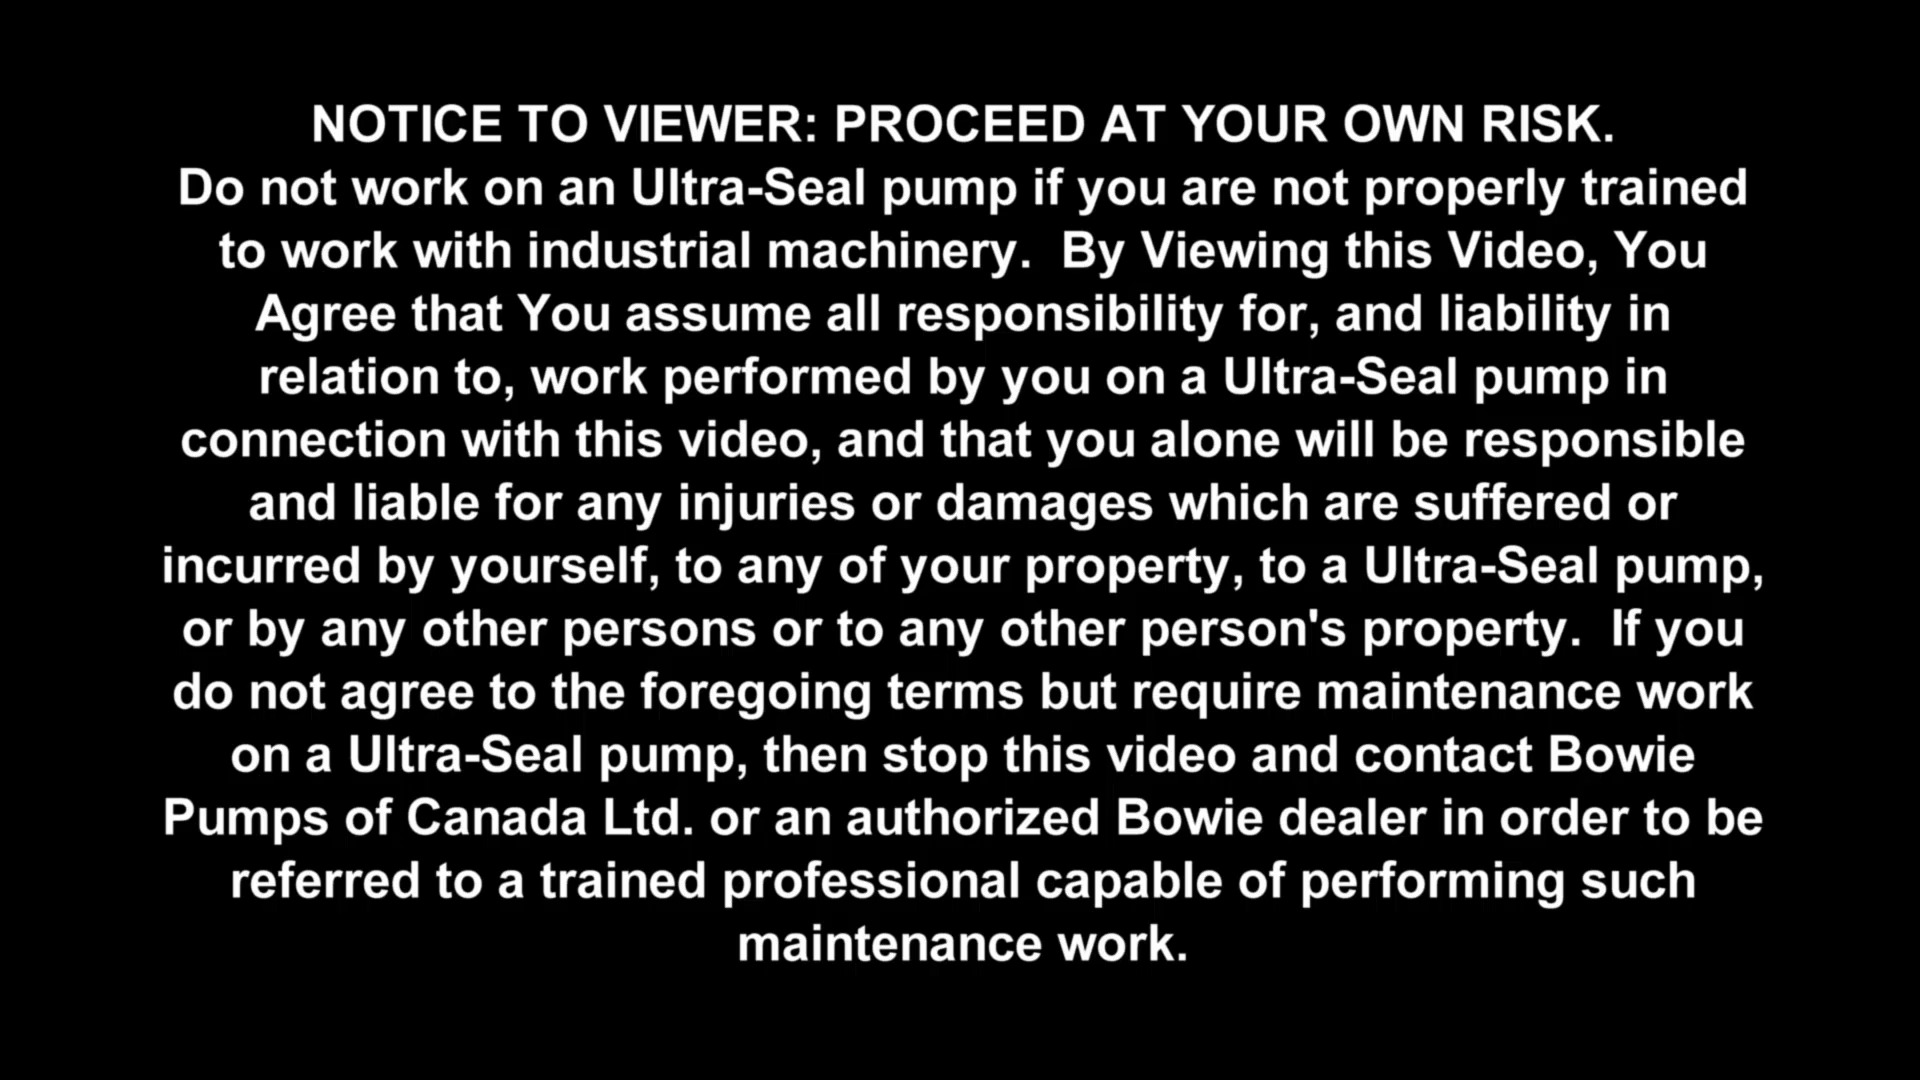 NOTICE TO VIEWER: PROCEED AT YOUR OWN RISK.
Do not work on an Ultra-Seal pump if you are not properly trained
to work with industrial machinery.  By Viewing this Video, You
Agree that You assume all responsibility for, and liability in
relation to, work performed by you on a Ultra-Seal pump in
connection with this video, and that you alone will be responsible
and liable for any injuries or damages which are suffered or
incurred by yourself, to any of your property, to a Ultra-Seal pump,
or by any other persons or to any other person's property.  If you
do not agree to the foregoing terms but require maintenance work
on a Ultra-Seal pump, then stop this video and contact Bowie
Pumps of Canada Ltd. or an authorized Bowie dealer in order to be
referred to a trained professional capable of performing such
maintenance work.